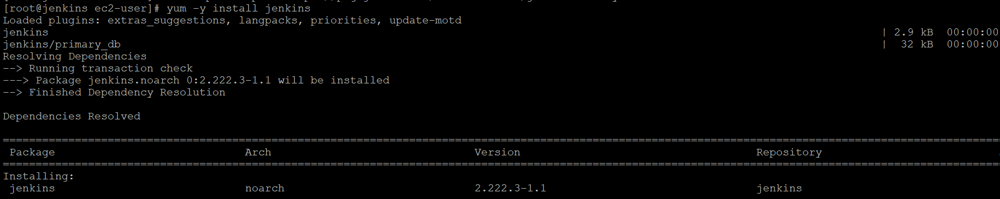 [root@jenkins ec2-user]# yum -y install jenkins
Loaded plugins: extras_suggestions, langpacks, priorities, update-motd
jenkins | 2.9 kB 00:00:00
jenkins/primary_db | 32 kB 00:00:00
Resolving Dependencies
--> Running transaction check
---> Package jenkins.noarch 0:2.222.3-1.1 will be installed
--> Finished Dependency Resolution
Dependencies Resolved
Package Arch Version Repository
Installing:
jenkins noarch 2.222.3-1.1 jenkins